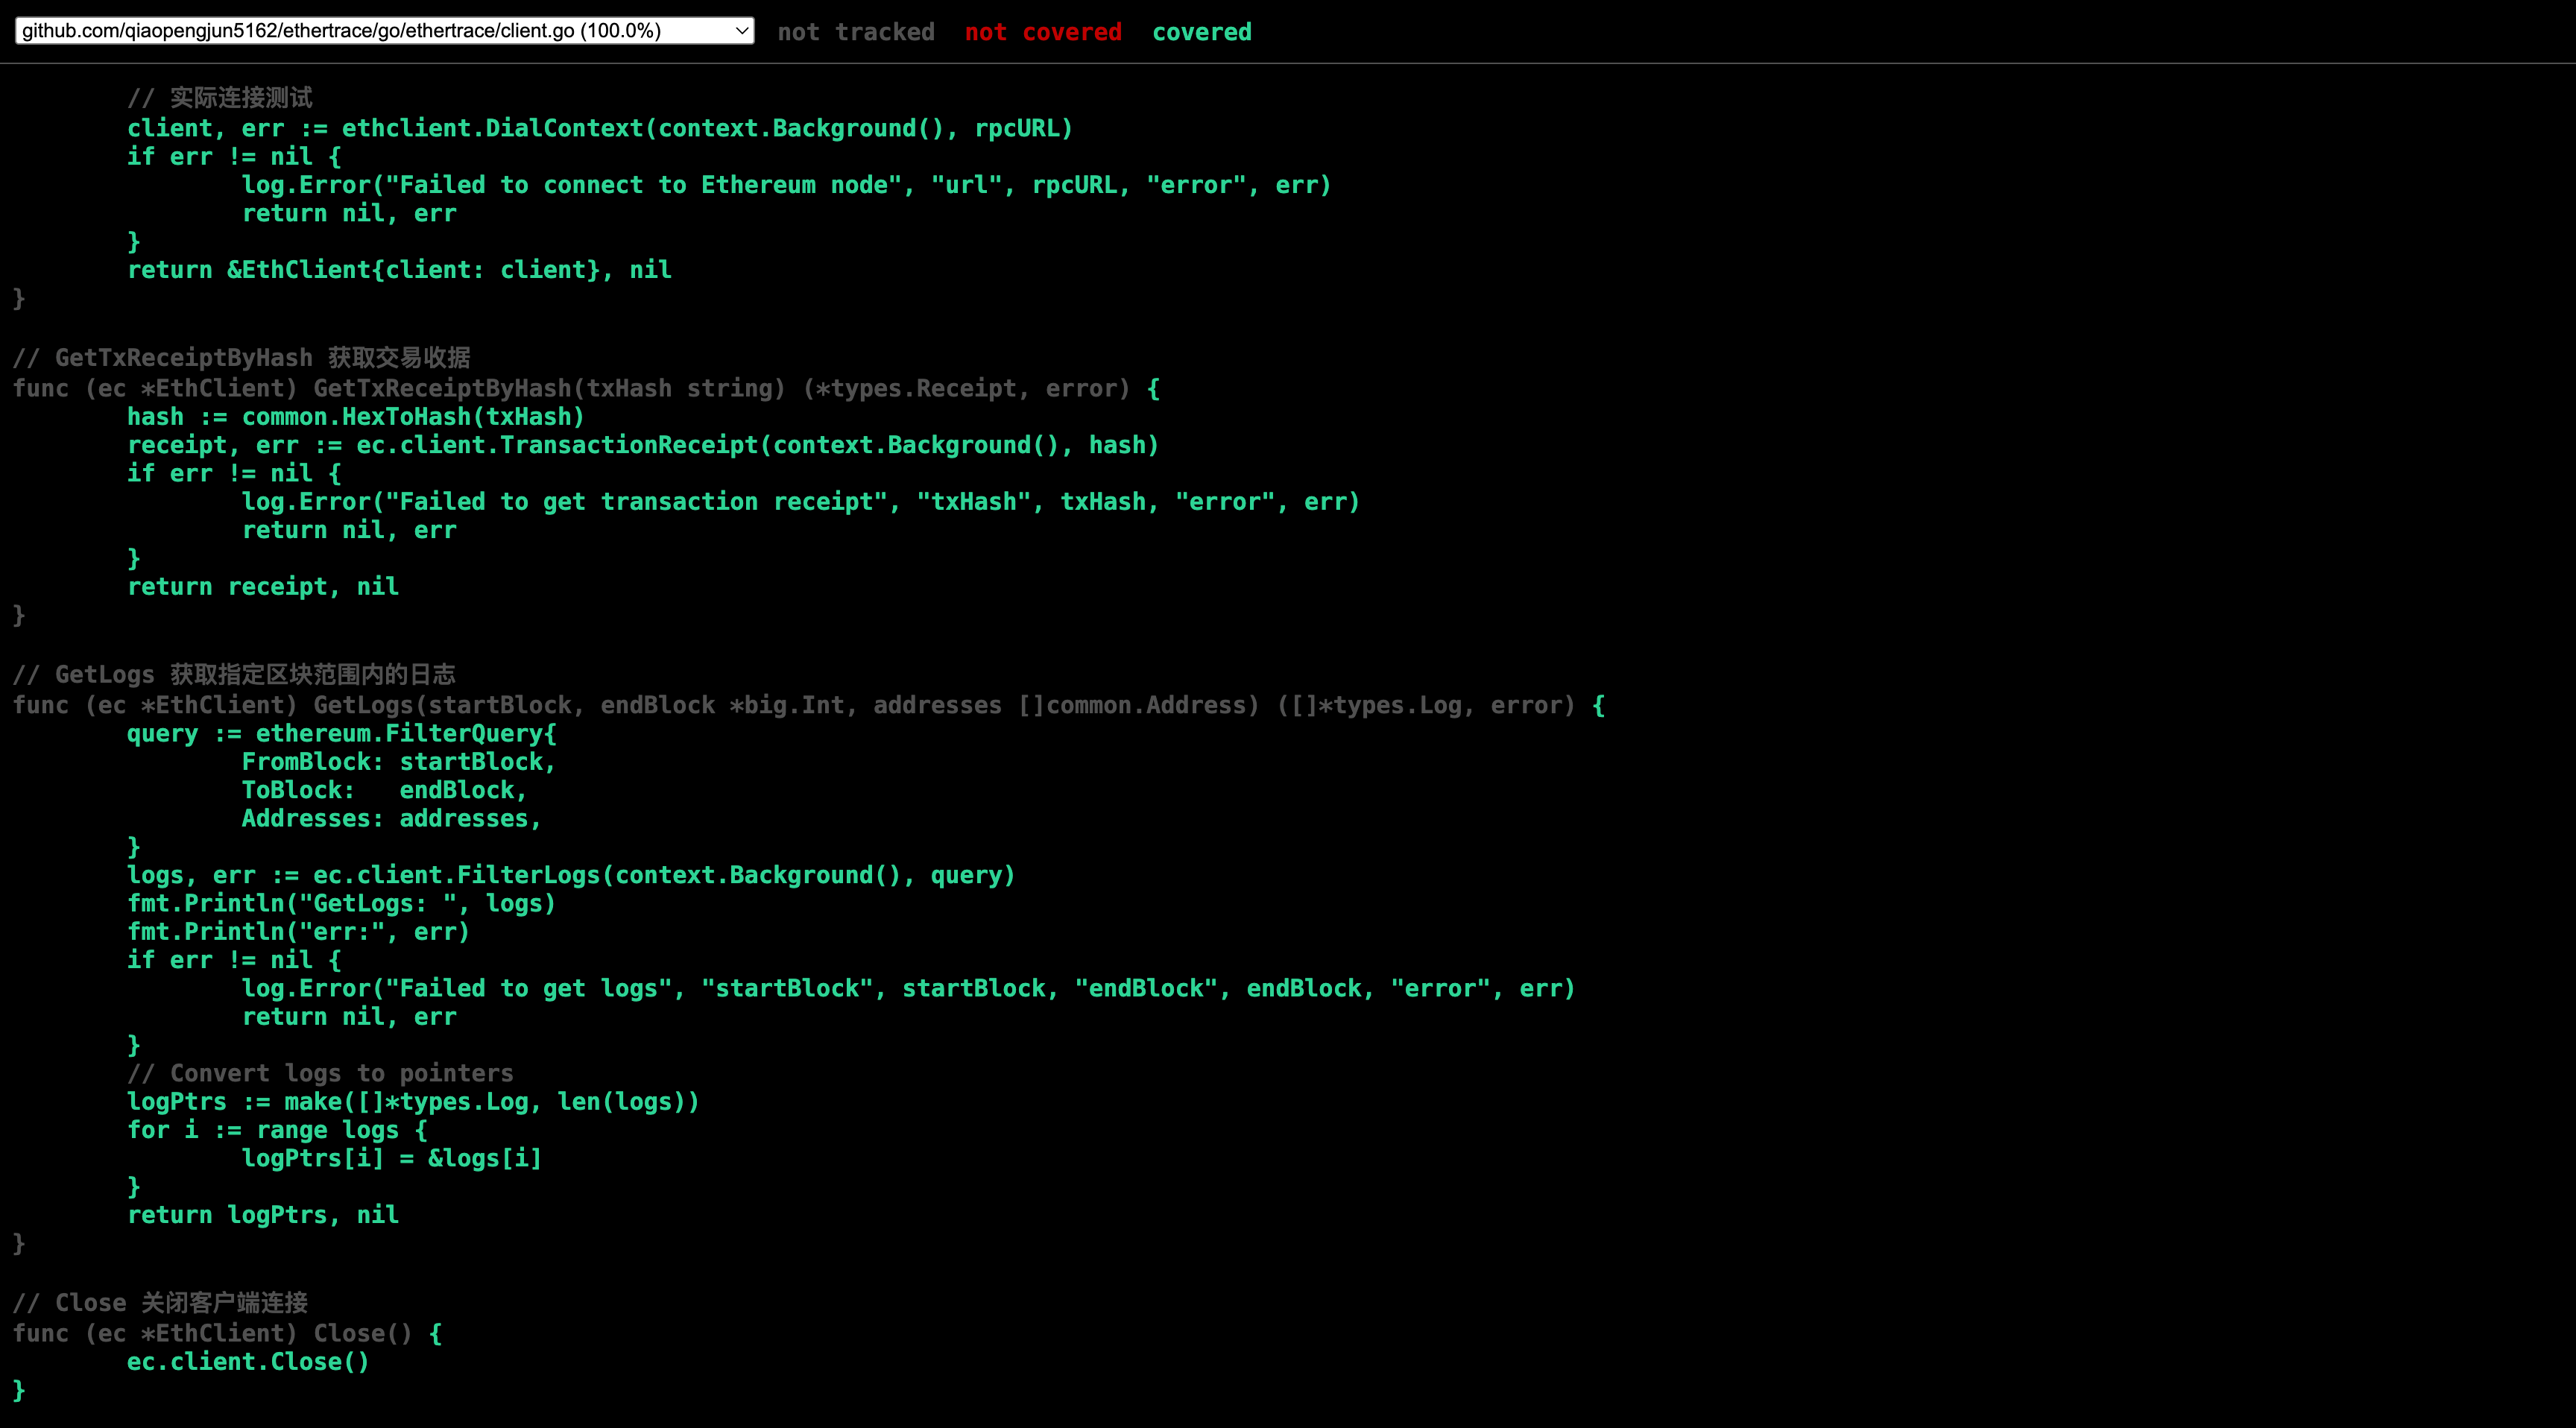 github.com/qiaopengjun5162/ethertrace/go/ethertrace/client.go (100.0%) not tracked not covered covered
// 实际连接测试
client, err := ethclient.DialContext(context.Background(), rpcURL)
if err != nil {
log.Error("Failed to connect to Ethereum node", "url", rpcURL, "error", err)
return nil, err
}
return &EthClient{client: client}, nil
}
// GetTxReceiptByHash 获取交易收据
func (ec *EthClient) GetTxReceiptByHash(txHash string) (*types.Receipt, error) {
hash := common.HexToHash(txHash)
receipt, err := ec.client.TransactionReceipt(context.Background(), hash)
if err != nil {
log.Error("Failed to get transaction receipt", "txHash", txHash, "error", err)
return nil, err
}
return receipt, nil
}
// GetLogs 获取指定区块范围内的日志
func (ec *EthClient) GetLogs(startBlock, endBlock *big.Int, addresses []common.Address) ([]*types.Log, error) {
query := ethereum.FilterQuery{
FromBlock: startBlock,
ToBlock:   endBlock,
Addresses: addresses,
}
logs, err := ec.client.FilterLogs(context.Background(), query)
fmt.Println("GetLogs: ", logs)
fmt.Println("err:", err)
if err != nil {
log.Error("Failed to get logs", "startBlock", startBlock, "endBlock", endBlock, "error", err)
return nil, err
}
// Convert logs to pointers
logPtrs := make([]*types.Log, len(logs))
for i := range logs {
logPtrs[i] = &logs[i]
}
return logPtrs, nil
}
// Close 关闭客户端连接
func (ec *EthClient) Close() {
ec.client.Close()
}